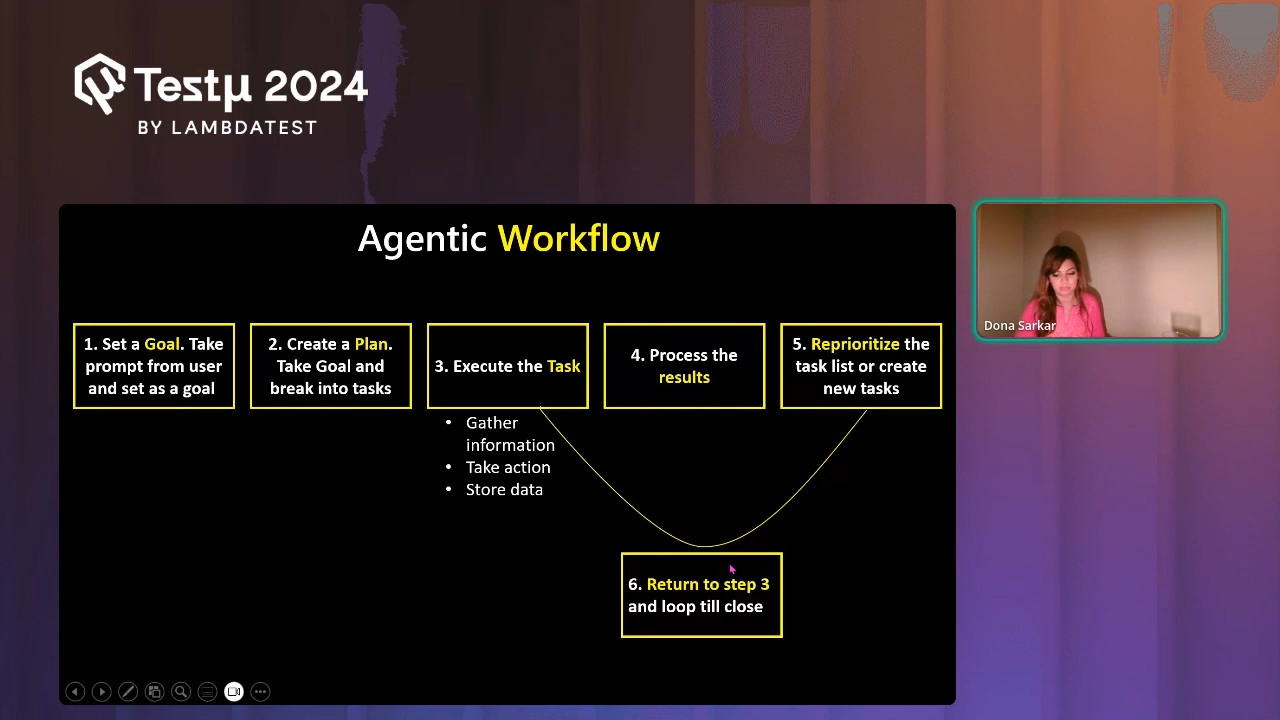 Testµ 2024
BY LAMBDATEST
Agentic Workflow
1. Set a Goal. Take
prompt from user
and set as a goal
2. Create a Plan.
Take Goal and
break into tasks
3. Execute the Task
• Gather
information
• Take action
• Store data
4. Process the
results
5. Reprioritize the
task list or create
new tasks
6. Return to step 3
and loop till close
Dona Sarkar